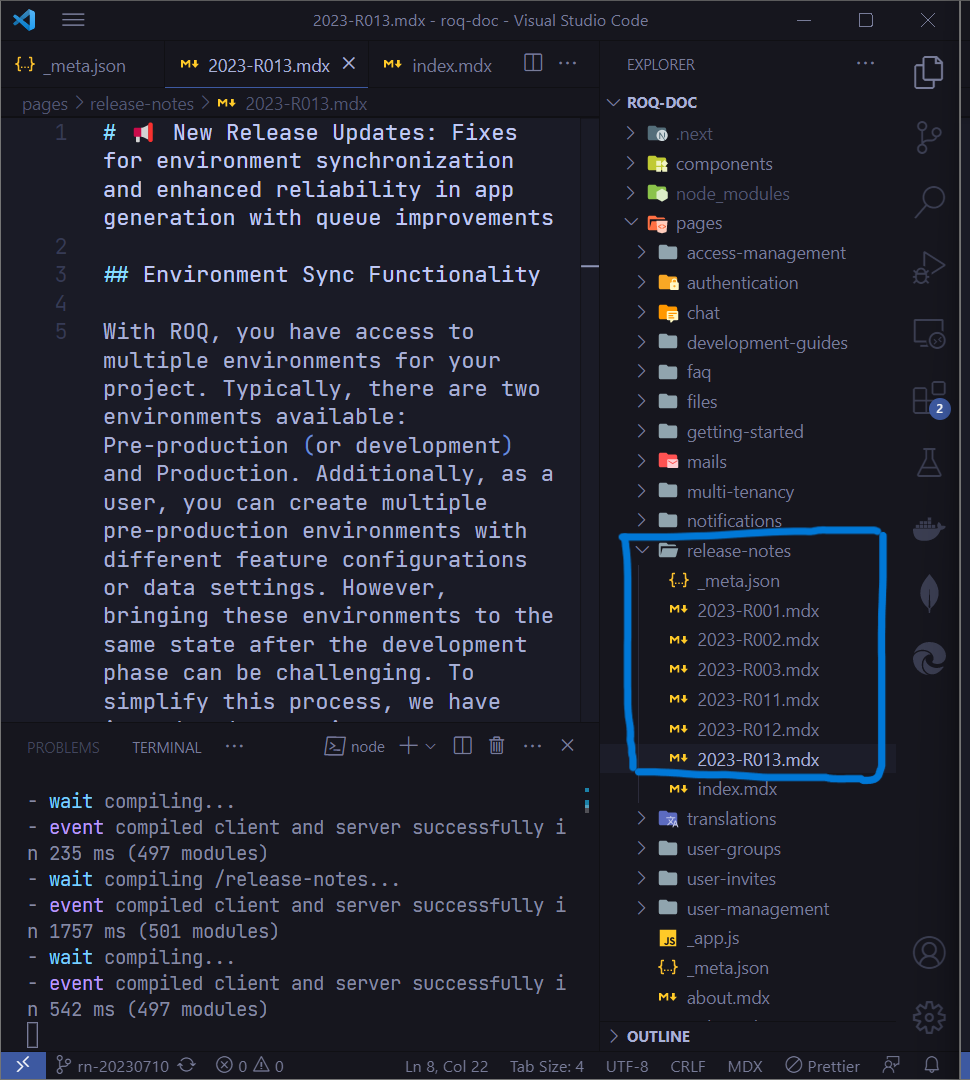 2023-R013.mdx - roq-doc - Visual Studio Code
{..} _meta.json
M↓ 2023-R013.mdx
M↓ index.mdx
pages > release-notes > M↓ 2023-R013.mdx
1 # 📢 New Release Updates: Fixes
for environment synchronization
and enhanced reliability in app
generation with queue improvements
2
3 ## Environment Sync Functionality
4
5 With ROQ, you have access to
multiple environments for your
project. Typically, there are two
environments available:
Pre-production (or development)
and Production. Additionally, as a
user, you can create multiple
pre-production environments with
different feature configurations
or data settings. However,
bringing these environments to the
same state after the development
phase can be challenging. To
simplify this process, we have
PROBLEMS TERMINAL ... node
- wait compiling...
- event compiled client and server successfully i
n 235 ms (497 modules)
- wait compiling /release-notes...
- event compiled client and server successfully i
n 1757 ms (501 modules)
- wait compiling...
- event compiled client and server successfully i
n 542 ms (497 modules)
EXPLORER ...
ROQ-DOC
.next
components
node_modules
pages
access-management
authentication
chat
development-guides
faq
files
getting-started
mails
multi-tenancy
notifications
release-notes
{..} _meta.json
M↓ 2023-R001.mdx
M↓ 2023-R002.mdx
M↓ 2023-R003.mdx
M↓ 2023-R011.mdx
M↓ 2023-R012.mdx
M↓ 2023-R013.mdx
M↓ index.mdx
translations
user-groups
user-invites
user-management
JS _app.js
{..} _meta.json
M↓ about.mdx
OUTLINE
2
rn-20230710 0 0 Ln 8, Col 22 Tab Size: 4 UTF-8 CRLF MDX Prettier